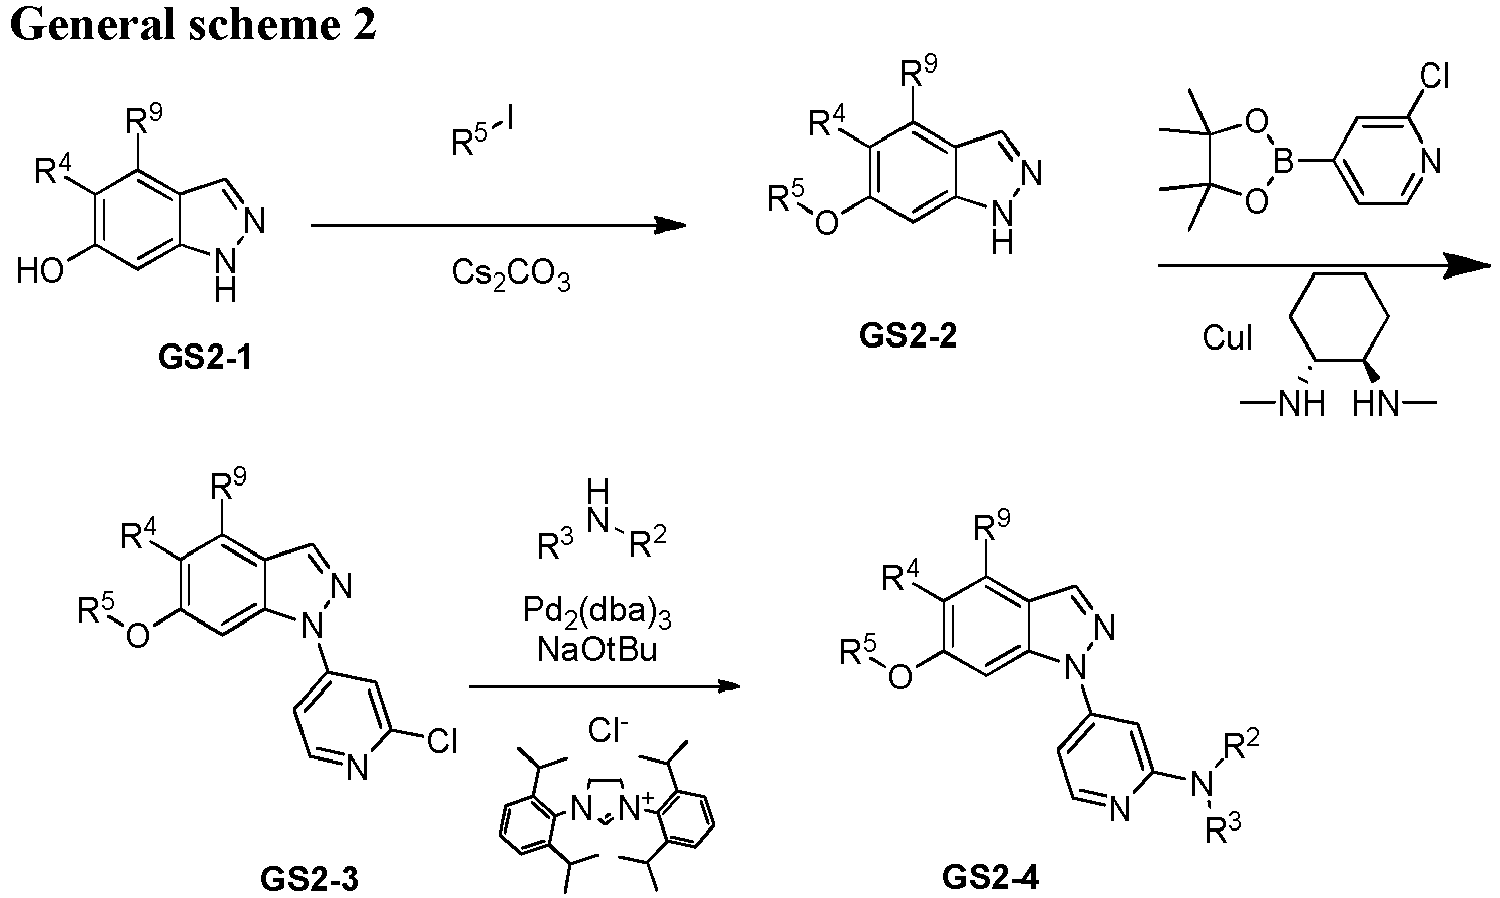 General scheme 2
R9
R4
HO
N
N
H
GS2-1
R5-I
Cs2CO3
R9
R4
R5
O
N
N
H
GS2-2
O
B
O
Cl
N
CuI
NH
HN
R9
R4
R5
O
N
N
Cl
N
GS2-3
H
N
R3
R2
Pd2(dba)3
NaOtBu
Cl-
N
N+
R9
R4
R5
O
N
N
R2
N
N
R3
GS2-4